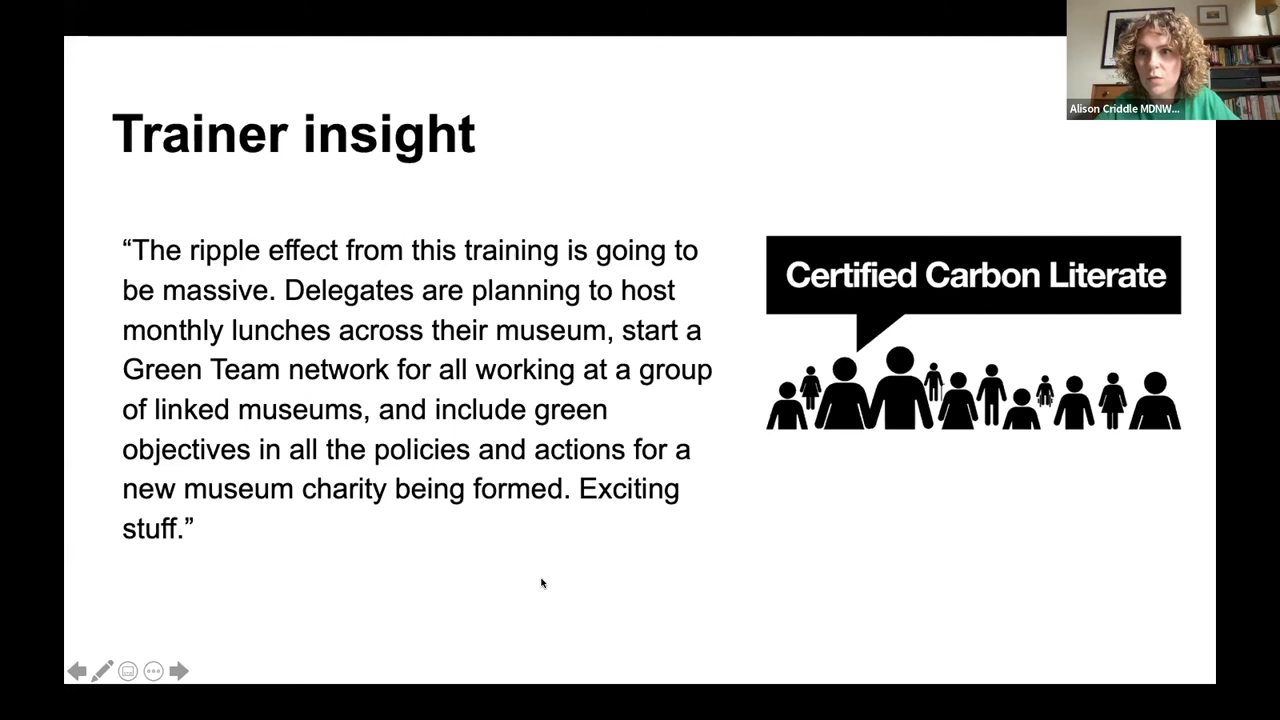 Trainer insight
“The ripple effect from this training is going to
be massive. Delegates are planning to host
monthly lunches across their museum, start a
Green Team network for all working at a group
of linked museums, and include green
objectives in all the policies and actions for a
new museum charity being formed. Exciting
stuff.”
Certified Carbon Literate
Alison Criddle MDNW...